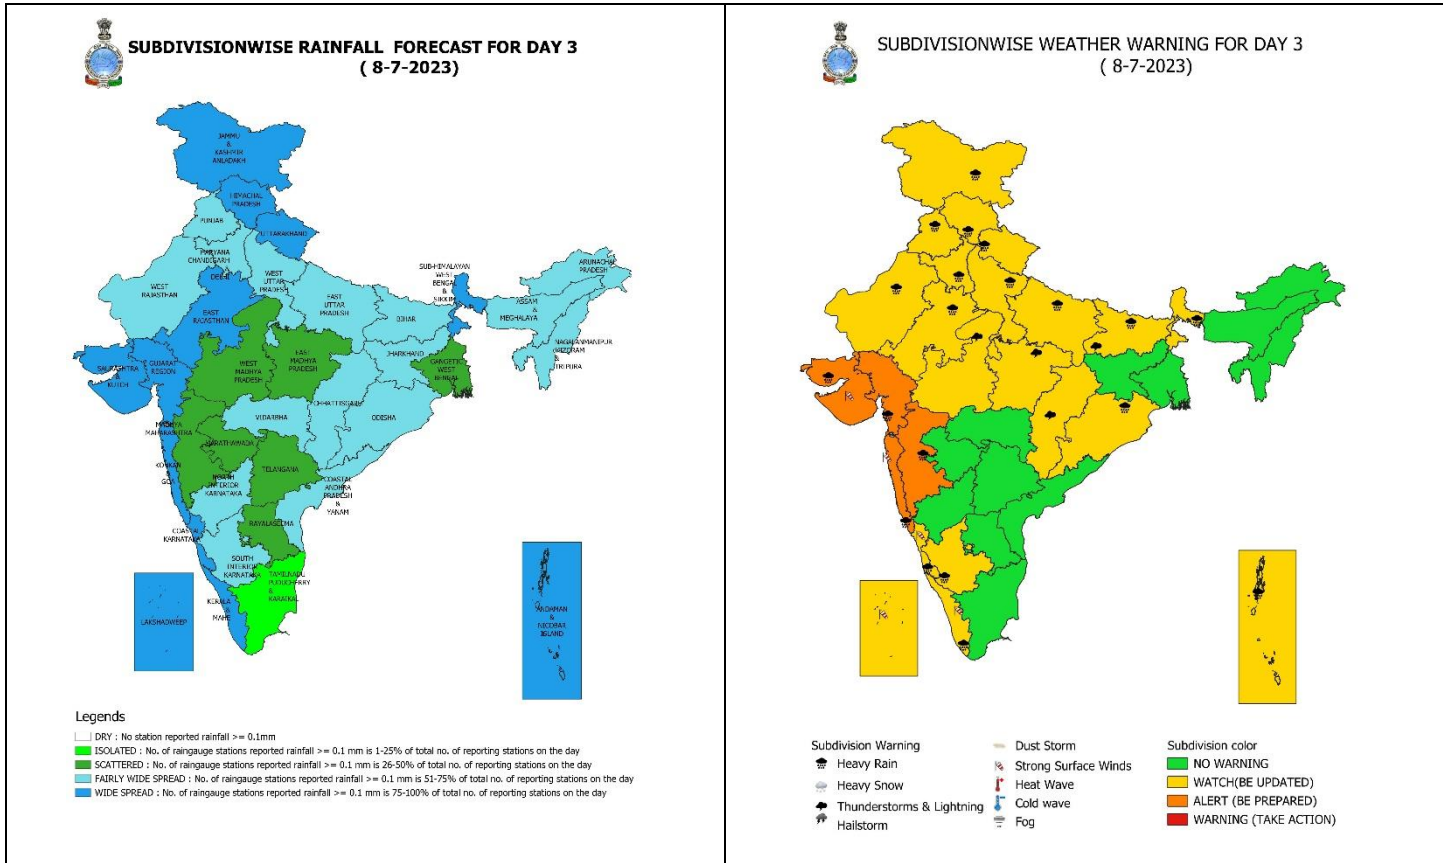 SUBDIVISIONWISE RAINFALL FORECAST FOR DAY 3
( 8-7-2023)
JAMMU
&
KASHMIR
ANLADAKH
HIMACHAL
PRADESH
PUNJAB
UTTARAKHAND
HARYANA
CHANDIGARH
DELHI
WEST
UTTAR
PRADESH
WEST
RAJASTHAN
EAST
UTTAR
PRADESH
SUB-HIMALAYAN
WEST
BENGAL
&
SIKKIM
ARUNACHAL
PRADESH
ASSAM
&
MEGHALAYA
EAST
RAJASTHAN
BIHAR
NAGALANMANIPUR
MIZORAM
&
TRIPURA
JHARKHAND
GANGETIC
WEST
BENGAL
EAST
MADHYA
PRADESH
WEST
MADHYA
PRADESH
GUJARAT
REGION
SAURASHTRA
&
KUTCH
CHHATTISGARH
VIDARBHA
ODESHA
MADHYA
MAHARASHTRA
MARATHAWADA
KONKAN
&
GOA
TELANGANA
NORTH
INTERIOR
KARNATAKA
COASTAL
ANDHRA
PRADESH
&
YANAM
RAYALASEEMA
COASTAL
KARNATAKA
SOUTH
INTERIOR
KARNATAKA
TAMILNADU
PUDUCHERRY
&
KARAIKAL
KERALA
&
MAHE
LAKSHADWEEP
ANDAMAN
&
NICOBAR
ISLAND
Legends
DRY : No station reported rainfall >= 0.1mm
ISOLATED : No. of raingauge stations reported rainfall >= 0.1 mm is 1-25% of total no. of reporting stations on the day
SCATTERED : No. of raingauge stations reported rainfall >= 0.1 mm is 26-50% of total no. of reporting stations on the day
FAIRLY WIDE SPREAD : No. of raingauge stations reported rainfall >= 0.1 mm is 51-75% of total no. of reporting stations on the day
WIDE SPREAD : No. of raingauge stations reported rainfall >= 0.1 mm is 75-100% of total no. of reporting stations on the day
SUBDIVISIONWISE WEATHER WARNING FOR DAY 3
( 8-7-2023)
Subdivision Warning
Heavy Rain
Heavy Snow
Thunderstorms & Lightning
Hailstorm
Dust Storm
Strong Surface Winds
Heat Wave
Cold wave
Fog
Subdivision color
NO WARNING
WATCH(BE UPDATED)
ALERT (BE PREPARED)
WARNING (TAKE ACTION)